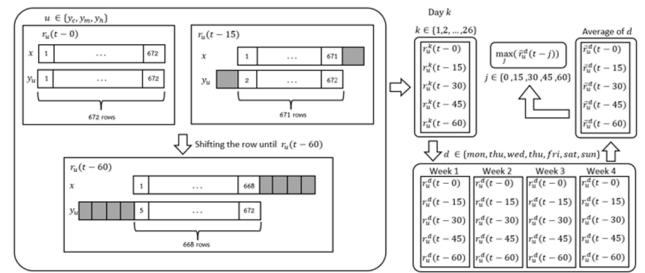 u ∈ {y_c, y_m, y_h}
r_u(t − 0)
x 1 ... 672
y_u 1 ... 672
672 rows
r_u(t − 15)
x 1 ... 671
y_u 2 ... 672
671 rows
Shifting the row until r_u(t − 60)
r_u(t − 60)
x 1 ... 668
y_u 5 ... 672
668 rows
Day k
k ∈ {1,2, ...,26}
r_u^k(t − 0)
r_u^k(t − 15)
r_u^k(t − 30)
r_u^k(t − 45)
r_u^k(t − 60)
max_j(r̄_u^d(t − j))
j ∈ {0 ,15 ,30 ,45 ,60}
Average of d
r̄_u^d(t − 0)
r̄_u^d(t − 15)
r̄_u^d(t − 30)
r̄_u^d(t − 45)
r̄_u^d(t − 60)
d ∈ {mon, thu, wed, thu, fri, sat, sun}
Week 1 Week 2 Week 3 Week 4
r_u^d(t − 0) r_u^d(t − 0) r_u^d(t − 0) r_u^d(t − 0)
r_u^d(t − 15) r_u^d(t − 15) r_u^d(t − 15) r_u^d(t − 15)
r_u^d(t − 30) r_u^d(t − 30) r_u^d(t − 30) r_u^d(t − 30)
r_u^d(t − 45) r_u^d(t − 45) r_u^d(t − 45) r_u^d(t − 45)
r_u^d(t − 60) r_u^d(t − 60) r_u^d(t − 60) r_u^d(t − 60)